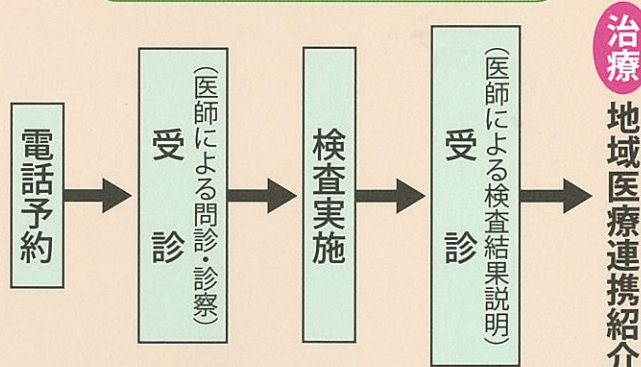 電話予約
受診
(医師による問診・診察)
検査実施
受診
(医師による検査結果説明)
治療
地域医療連携紹介